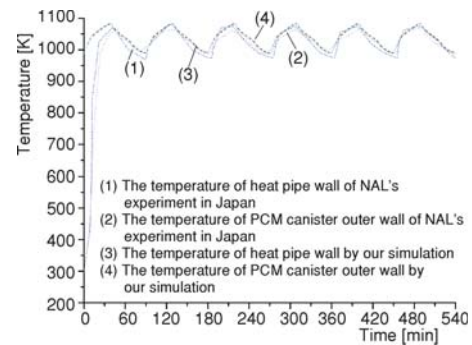 1100
1000
900
800
700
600
500
400
300
200
Temperature [K]
(1)
(3)
(4)
(2)
(1) The temperature of heat pipe wall of NAL's
experiment in Japan
(2) The temperature of PCM canister outer wall of NAL's
experiment in Japan
(3) The temperature of heat pipe wall by our simulation
(4) The temperature of PCM canister outer wall by
our simulation
0 60 120 180 240 300 360 420 480 540
Time [min]